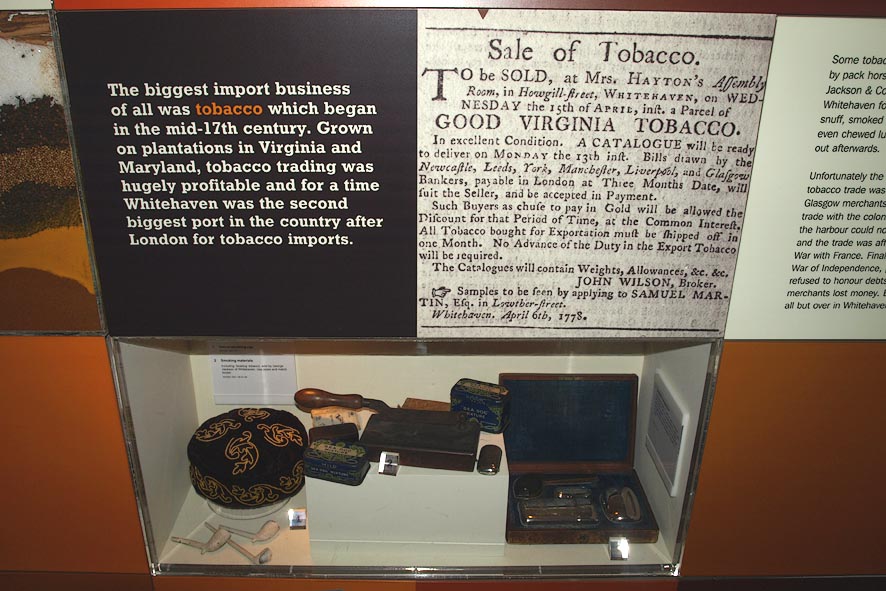 The biggest import business
of all was tobacco which began
in the mid-17th century. Grown
on plantations in Virginia and
Maryland, tobacco trading was
hugely profitable and for a time
Whitehaven was the second
biggest port in the country after
London for tobacco imports.
Sale of Tobacco.
TO be SOLD, at Mrs. HAYTON'S Assembly
Room, in Howgill-street, WHITEHAVEN, on WED-
NESDAY the 15th of APRIL, inst. a Parcel of
GOOD VIRGINIA TOBACCO.
In excellent Condition. A CATALOGUE will be ready
to deliver on MONDAY the 13th inst. Bills drawn by the
Newcastle, Leeds, York, Manchester, Liverpool, and Glasgow
Bankers, payable in London at Three Months Date, will
suit the Seller, and be accepted in Payment.
Such Buyers as chuse to pay in Gold will be allowed the
Discount for that Period of Time, at the Common Interest.
All Tobacco bought for Exportation must be shipped off in
one Month. No Advance of the Duty in the Export Tobacco
will be required.
The Catalogues will contain Weights, Allowances, &c. &c.
JOHN WILSON, Broker.
Samples to be seen by applying to SAMUEL MAR-
TIN, Esq. in Lowther-street.
Whitehaven. April 6th, 1778.
Some
by pack
Jackson & Co
Whitehaven
snuff, smoked
even chewed
out afterwards.
Unfortunately the
tobacco trade was
Glasgow merchants
trade with the
the harbour could
and the trade was
War with France.
War of Independence,
refused to honour debts
merchants lost money.
all but over in
Smoking materials